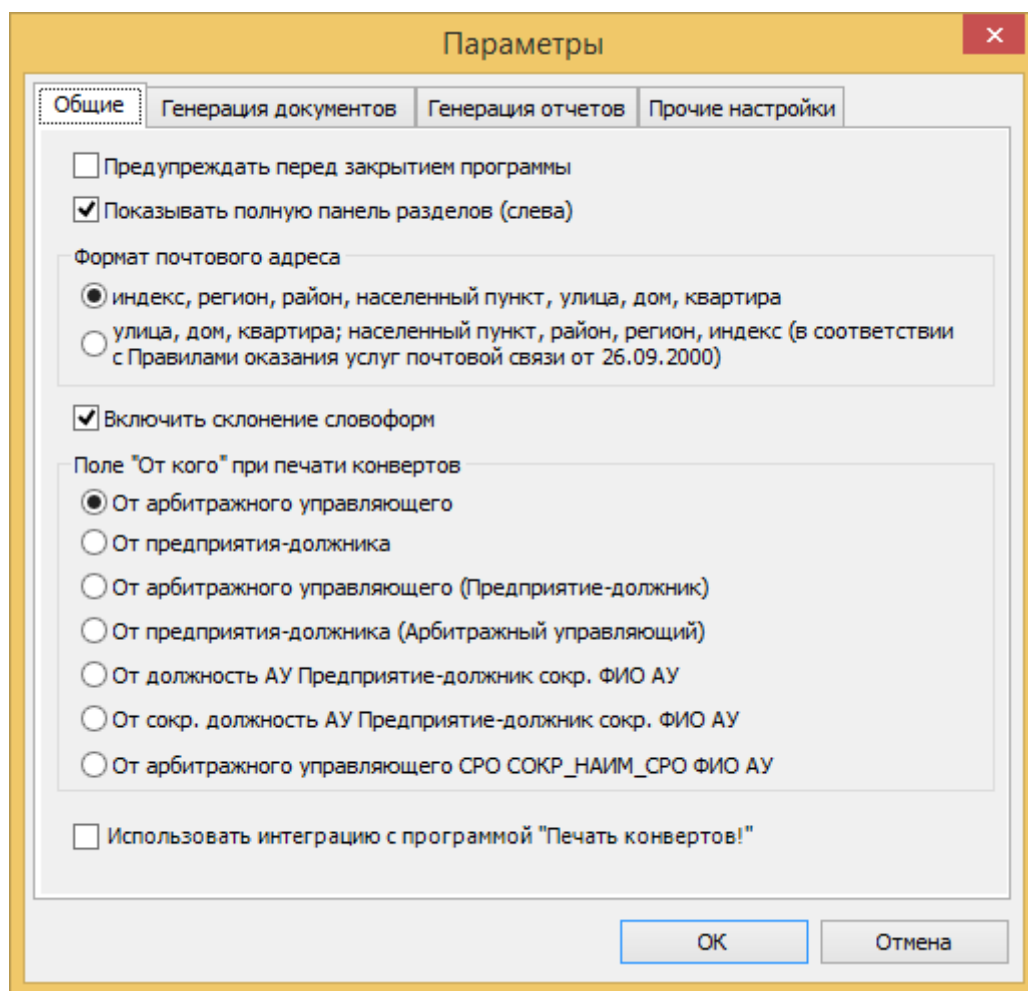 Параметры
Общие
Генерация документов
Генерация отчетов
Прочие настройки
Предупреждать перед закрытием программы
Показывать полную панель разделов (слева)
Формат почтового адреса
индекс, регион, район, населенный пункт, улица, дом, квартира
улица, дом, квартира; населенный пункт, район, регион, индекс (в соответствии
с Правилами оказания услуг почтовой связи от 26.09.2000)
Включить склонение словоформ
Поле "От кого" при печати конвертов
От арбитражного управляющего
От предприятия-должника
От арбитражного управляющего (Предприятие-должник)
От предприятия-должника (Арбитражный управляющий)
От должность АУ Предприятие-должник сокр. ФИО АУ
От сокр. должность АУ Предприятие-должник сокр. ФИО АУ
От арбитражного управляющего СРО СОКР_НАИМ_СРО ФИО АУ
Использовать интеграцию с программой "Печать конвертов!"
ОК
Отмена